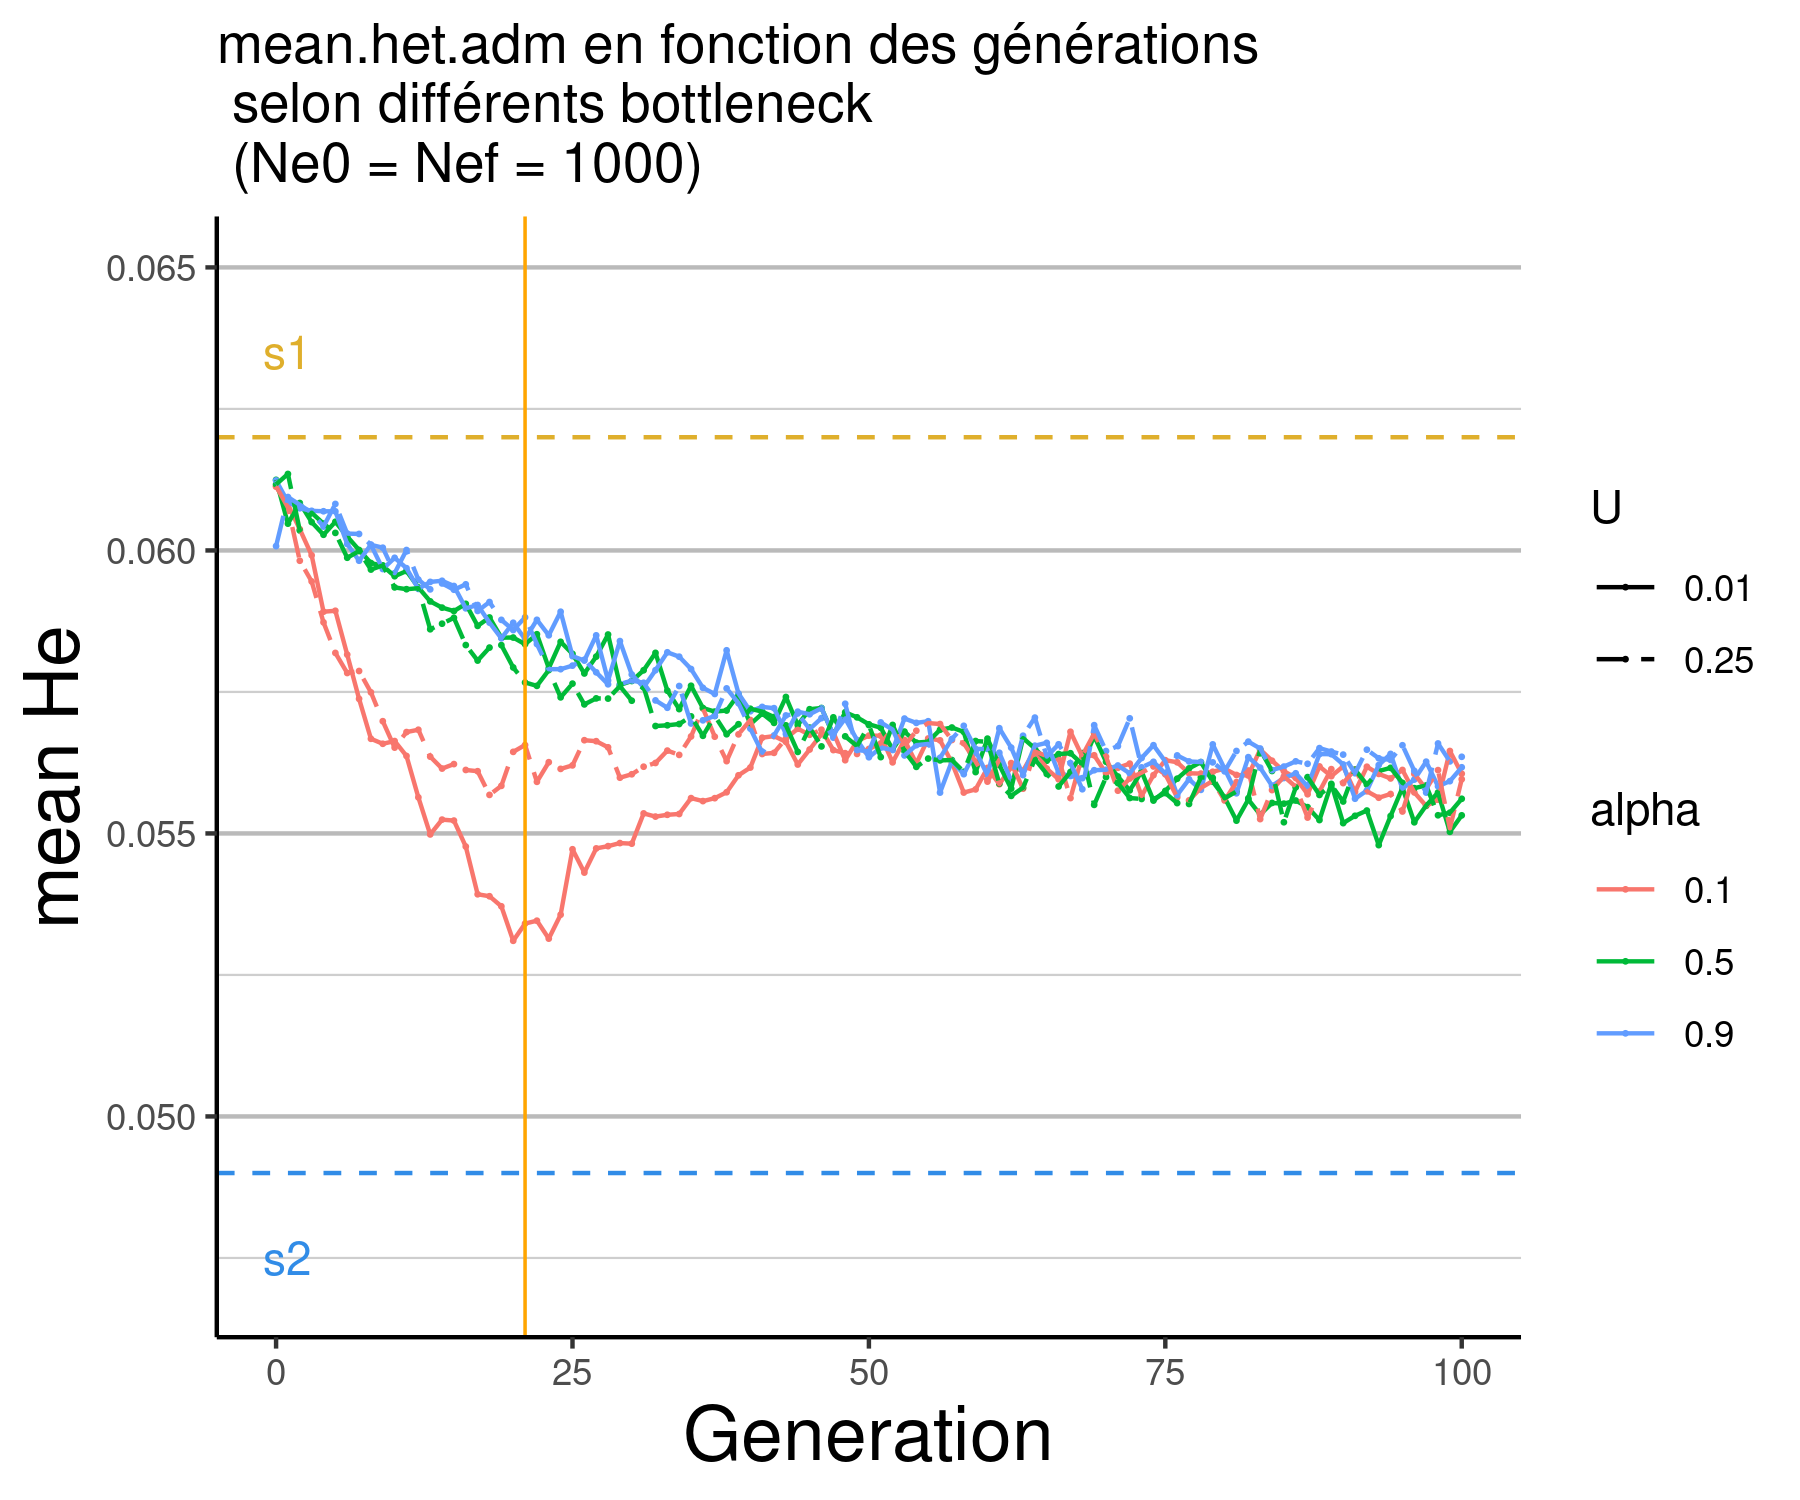 mean.het.adm en fonction des générations
selon différents bottleneck
(Ne0 = Nef = 1000)
mean He
0.065
0.060
0.055
0.050
s1
s2
0
25
50
75
100
Generation
U
0.01
0.25
alpha
0.1
0.5
0.9